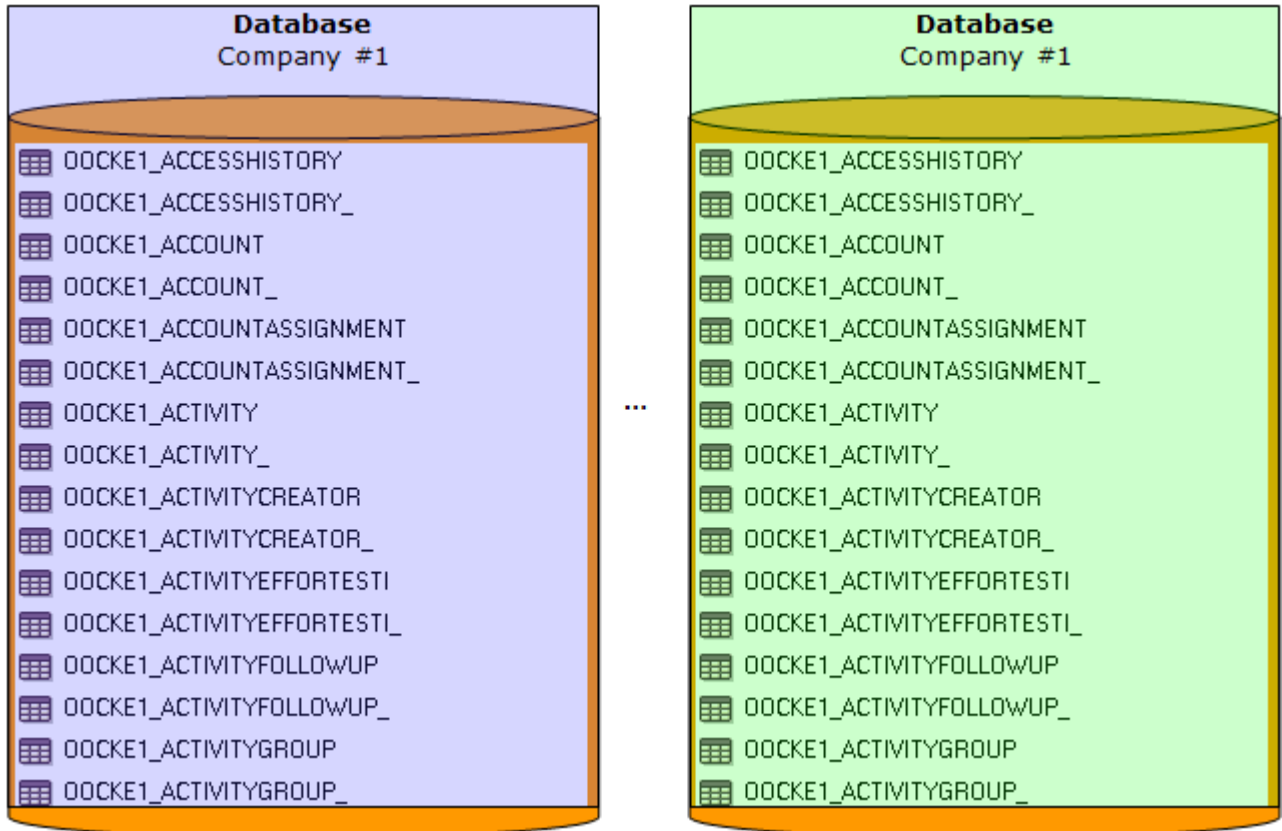 Database
Company #1
OOCKE1_ACCESSHISTORY
OOCKE1_ACCESSHISTORY_
OOCKE1_ACCOUNT
OOCKE1_ACCOUNT_
OOCKE1_ACCOUNTASSIGNMENT
OOCKE1_ACCOUNTASSIGNMENT_
OOCKE1_ACTIVITY
OOCKE1_ACTIVITY_
OOCKE1_ACTIVITYCREATOR
OOCKE1_ACTIVITYCREATOR_
OOCKE1_ACTIVITYEFFORTESTI
OOCKE1_ACTIVITYEFFORTESTI_
OOCKE1_ACTIVITYFOLLOWUP
OOCKE1_ACTIVITYFOLLOWUP_
OOCKE1_ACTIVITYGROUP
OOCKE1_ACTIVITYGROUP_
...
Database
Company #1
OOCKE1_ACCESSHISTORY
OOCKE1_ACCESSHISTORY_
OOCKE1_ACCOUNT
OOCKE1_ACCOUNT_
OOCKE1_ACCOUNTASSIGNMENT
OOCKE1_ACCOUNTASSIGNMENT_
OOCKE1_ACTIVITY
OOCKE1_ACTIVITY_
OOCKE1_ACTIVITYCREATOR
OOCKE1_ACTIVITYCREATOR_
OOCKE1_ACTIVITYEFFORTESTI
OOCKE1_ACTIVITYEFFORTESTI_
OOCKE1_ACTIVITYFOLLOWUP
OOCKE1_ACTIVITYFOLLOWUP_
OOCKE1_ACTIVITYGROUP
OOCKE1_ACTIVITYGROUP_